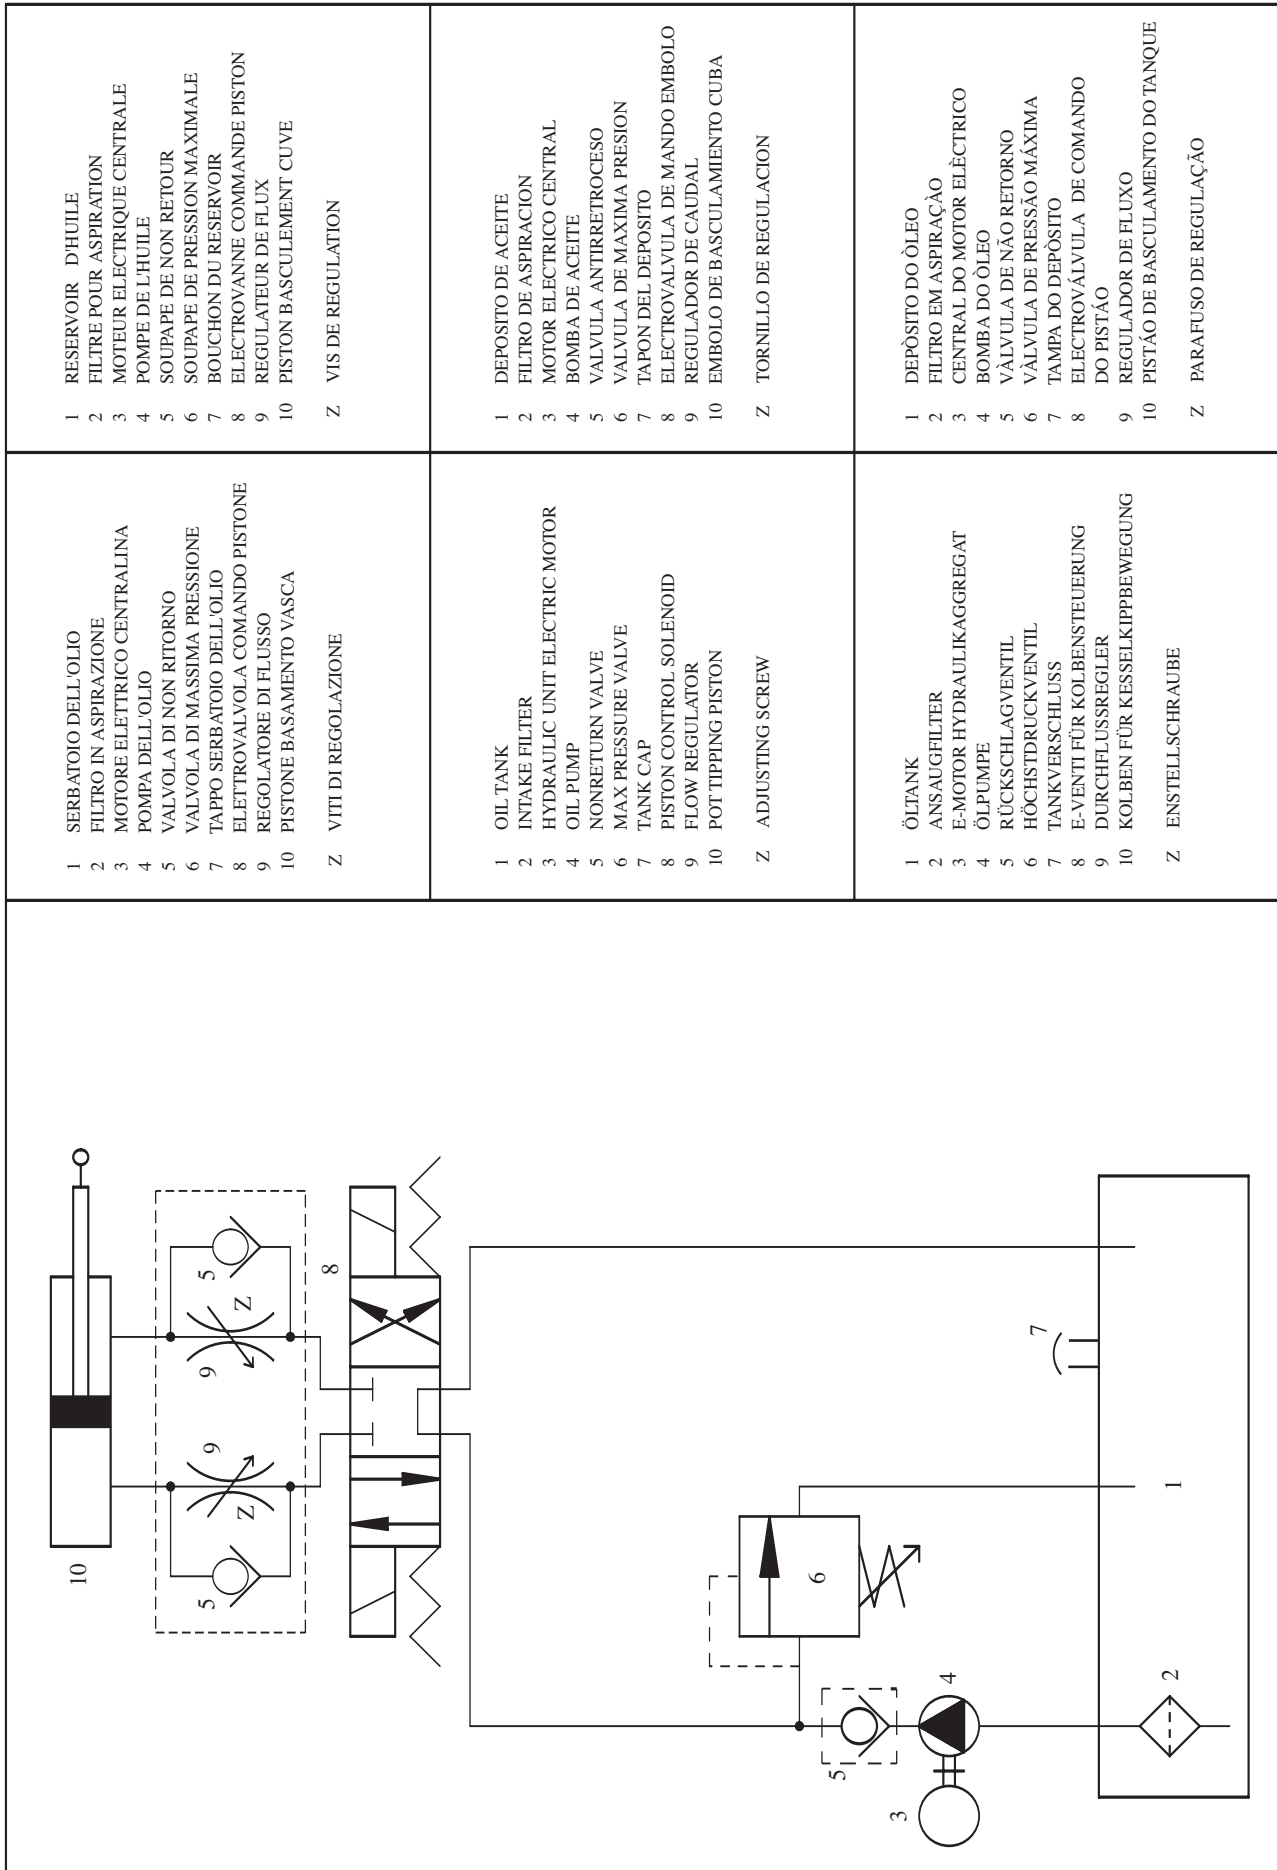 1 SERBATOIO DELL'OLIO
2 FILTRO IN ASPIRAZIONE
3 MOTORE ELETTRICO CENTRALINA
4 POMPA DELL'OLIO
5 VALVOLA DI NON RITORNO
6 VALVOLA DI MASSIMA PRESSIONE
7 TAPPO SERBATOIO DELL'OLIO
8 ELETTROVALVOLA COMANDO PISTONE
9 REGOLATORE DI FLUSSO
10 PISTONE BASAMENTO VASCA
Z VITI DI REGOLAZIONE
1 RESERVOIR D'HUILE
2 FILTRE POUR ASPIRATION
3 MOTEUR ELECTRIQUE CENTRALE
4 POMPE DE L'HUILE
5 SOUPAPE DE NON RETOUR
6 SOUPAPE DE PRESSION MAXIMALE
7 BOUCHON DU RESERVOIR
8 ELECTROVANNE COMMANDE PISTON
9 REGULATEUR DE FLUX
10 PISTON BASCULEMENT CUVE
Z VIS DE REGULATION
1 OIL TANK
2 INTAKE FILTER
3 HYDRAULIC UNIT ELECTRIC MOTOR
4 OIL PUMP
5 NONRETURN VALVE
6 MAX PRESSURE VALVE
7 TANK CAP
8 PISTON CONTROL SOLENOID
9 FLOW REGULATOR
10 POT TIPPING PISTON
Z ADJUSTING SCREW
1 DEPOSITO DE ACEITE
2 FILTRO DE ASPIRACION
3 MOTOR ELECTRICO CENTRAL
4 BOMBA DE ACEITE
5 VALVULA ANTIRRETROCESO
6 VALVULA DE MAXIMA PRESION
7 TAPON DEL DEPOSITO
8 ELECTROVALVULA DE MANDO EMBOLO
9 REGULADOR DE CAUDAL
10 EMBOLO DE BASCULAMIENTO CUBA
Z TORNILLO DE REGULACION
1 ÖLTANK
2 ANSAUGFILTER
3 E-MOTOR HYDRAULIKAGGREGAT
4 ÖLPUMPE
5 RÜCKSCHLAGVENTIL
6 HÖCHSTDRUCKVENTIL
7 TANKVERSCHLUSS
8 E-VENTI FÜR KOLBENSTEUERUNG
9 DURCHFLUSSREGLER
10 KOLBEN FÜR KESSELKIPPBEWEGUNG
Z ENSTELLSCHRAUBE
1 DEPÒSITO DO ÒLEO
2 FILTRO EM ASPIRAÇÀO
3 CENTRAL DO MOTOR ELÈCTRICO
4 BOMBA DO ÒLEO
5 VÀLVULA DE NÃO RETORNO
6 VÀLVULA DE PRESSÃO MÁXIMA
7 TAMPA DO DEPÒSITO
8 ELECTROVÁLVULA DE COMANDO
DO PISTÁO
9 REGULADOR DE FLUXO
10 PISTÁO DE BASCULAMENTO DO TANQUE
Z PARAFUSO DE REGULAÇÃO
10
5
Z
9
9
Z
5
8
6
5
4
3
7
1
2